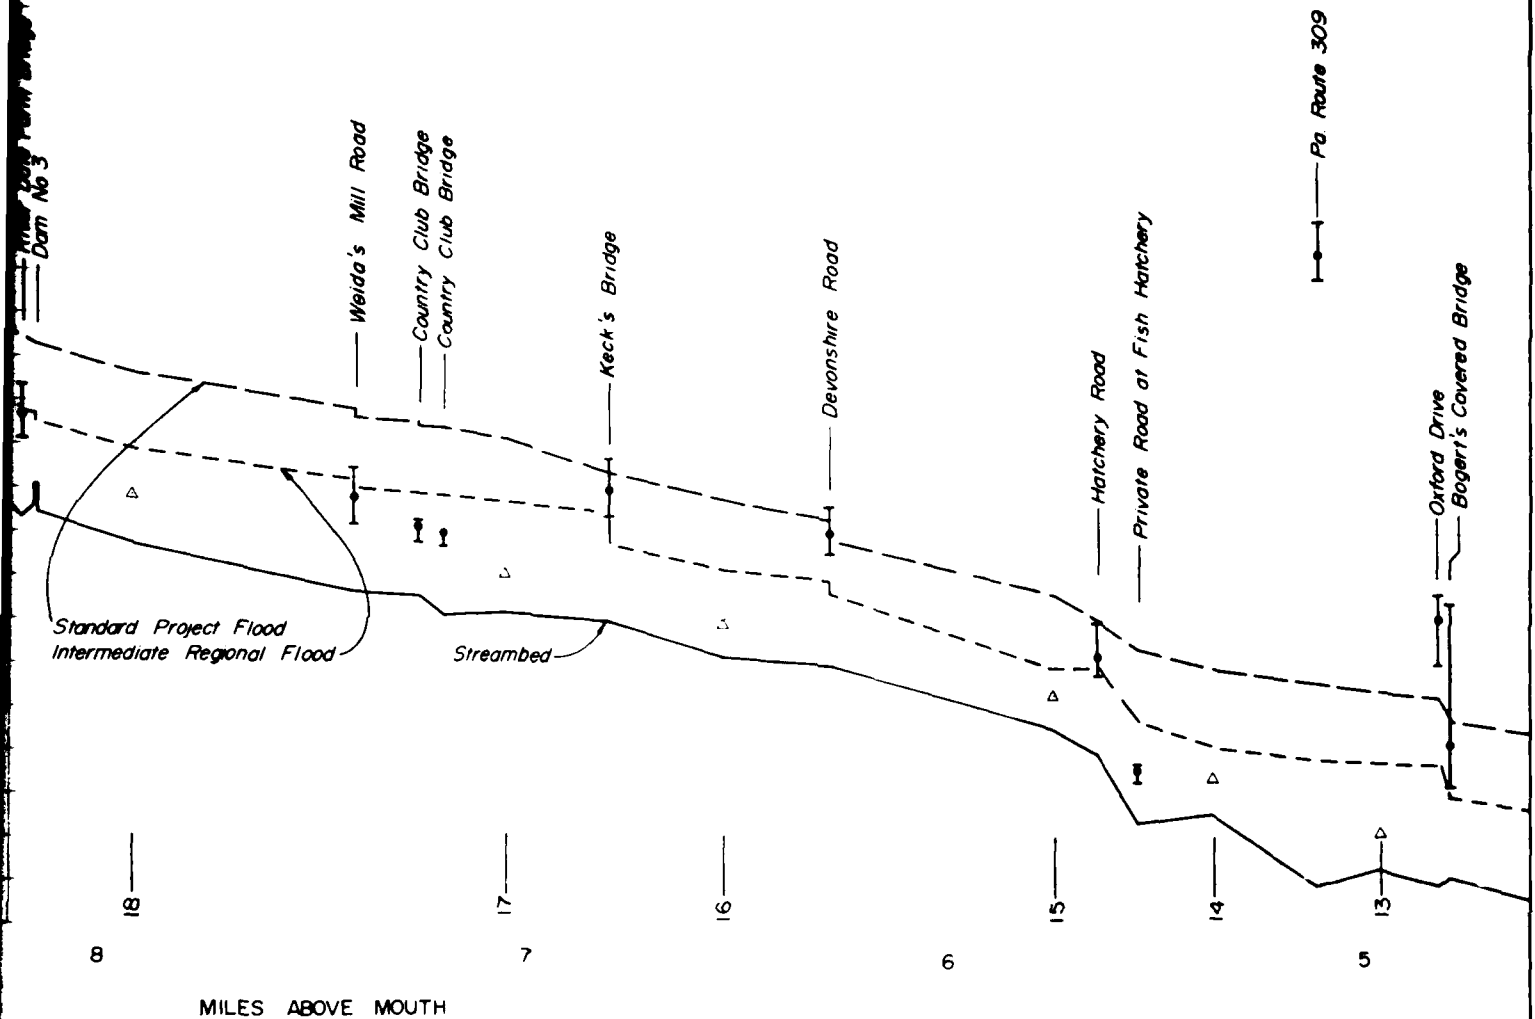 Dam No 3
Weida's Mill Road
Country Club Bridge
Country Club Bridge
Keck's Bridge
Devonshire Road
Hatchery Road
Private Road at Fish Hatchery
Pa. Route 309
Oxford Drive
Bogert's Covered Bridge
Standard Project Flood
Intermediate Regional Flood
Streambed
18
17
16
15
14
13
8
7
6
5
MILES ABOVE MOUTH